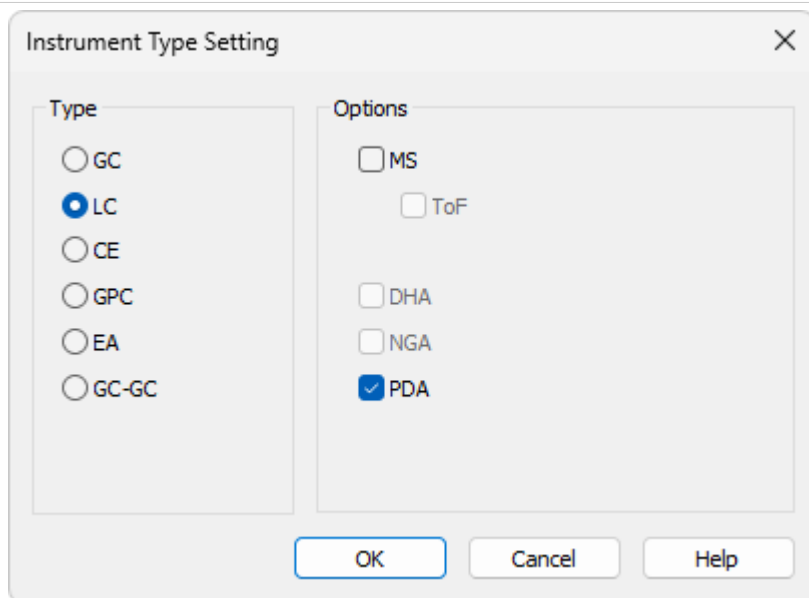 Instrument Type Setting
Type
GC
LC
CE
GPC
EA
GC-GC
Options
MS
ToF
DHA
NGA
PDA
OK
Cancel
Help